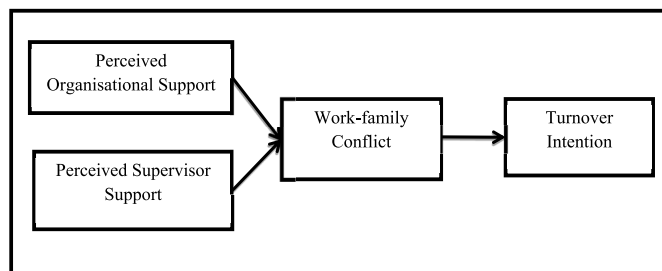 Perceived
Organisational Support
Perceived Supervisor
Support
Work-family
Conflict
Turnover
Intention